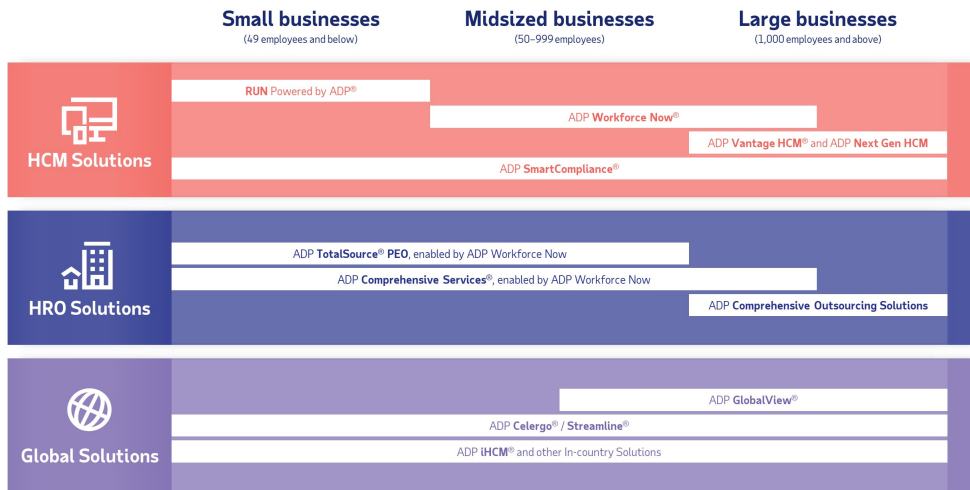 Small businesses
(49 employees and below)
Midsized businesses
(50–999 employees)
Large businesses
(1,000 employees and above)
HCM Solutions
RUN Powered by ADP®
ADP Workforce Now®
ADP Vantage HCM® and ADP Next Gen HCM
ADP SmartCompliance®
HRO Solutions
ADP TotalSource® PEO, enabled by ADP Workforce Now
ADP Comprehensive Services®, enabled by ADP Workforce Now
ADP Comprehensive Outsourcing Solutions
Global Solutions
ADP GlobalView®
ADP Celergo® / Streamline®
ADP iHCM® and other In-country Solutions